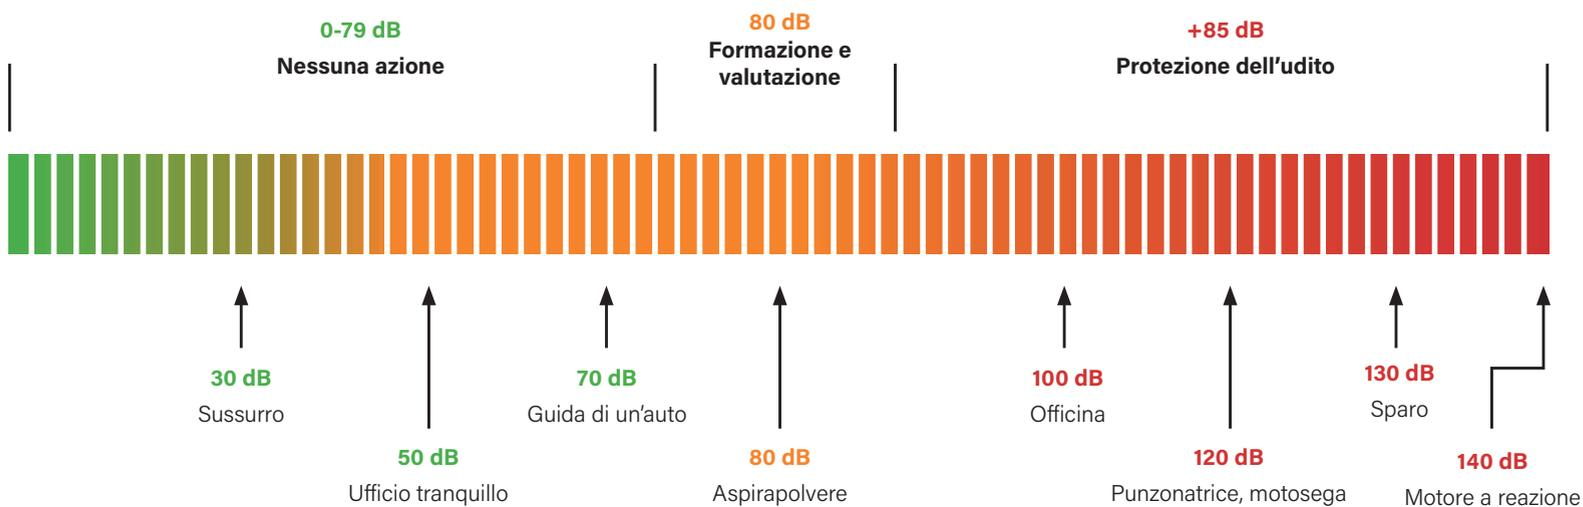 0-79 dB
Nessuna azione
80 dB
Formazione e
valutazione
+85 dB
Protezione dell’udito
30 dB
Sussurro
50 dB
Ufficio tranquillo
70 dB
Guida di un’auto
80 dB
Aspirapolvere
100 dB
Officina
120 dB
Punzonatrice, motosega
130 dB
Sparo
140 dB
Motore a reazione